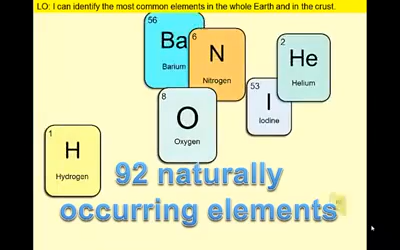 LO: I can identify the most common elements in the whole Earth and in the crust.
56
Ba
Barium
6
N
Nitrogen
2
He
Helium
8
O
Oxygen
53
I
Iodine
1
H
Hydrogen
92 naturally
occurring elements